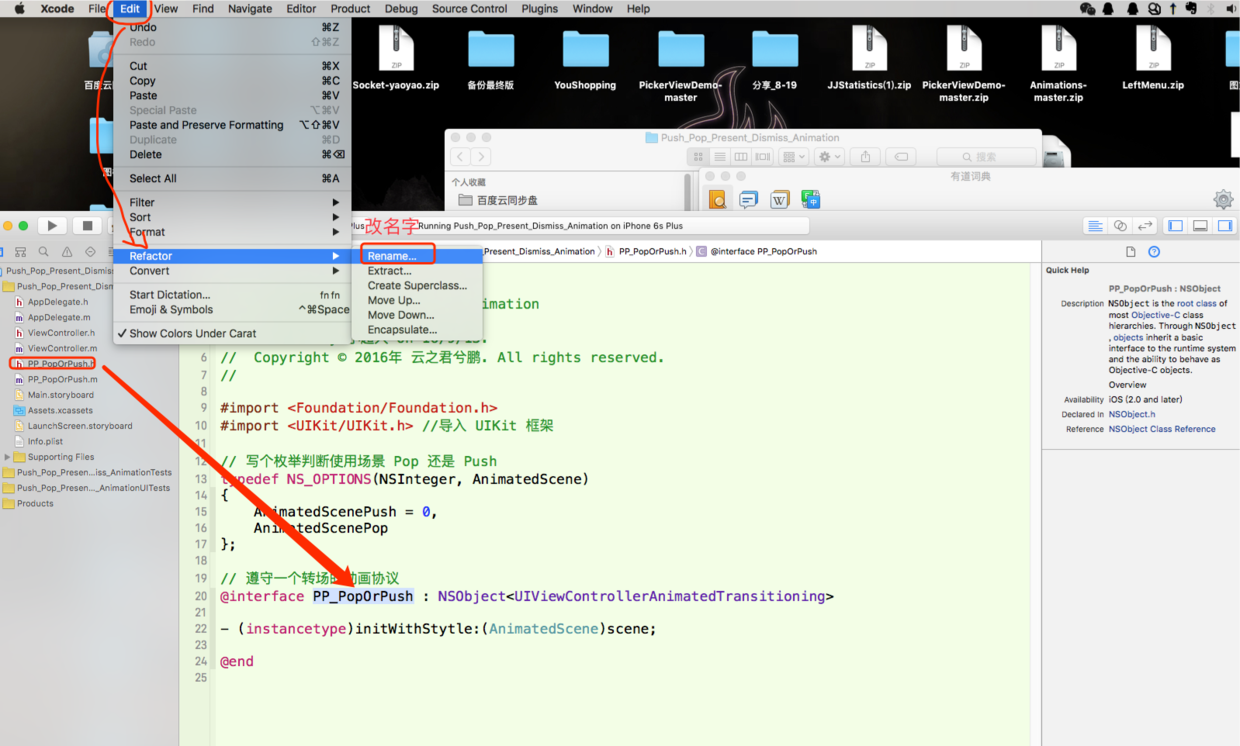 Xcode File Edit View Find Navigate Editor Product Debug Source Control Plugins Window Help
Undo ⌘Z
Redo ⇧⌘Z
Cut ⌘X
Copy ⌘C
Paste ⌘V
Special Paste ⌥⌘V
Paste and Preserve Formatting ⌥⇧⌘V
Duplicate ⌘D
Delete ⌘⌫
Select All ⌘A
Filter
Sort
Format
Refactor
Convert
Start Dictation... fn fn
Emoji & Symbols ^⌘Space
✓ Show Colors Under Carat
改名字
Rename...
Extract...
Create Superclass...
Move Up...
Move Down...
Encapsulate...
ZIP
ZIP
ZIP
ZIP
Socket-yaoyao.zip
备份最终版
YouShopping
PickerViewDemo-
master
分享_8-19
JJStatistics(1).zip
PickerViewDemo-
master.zip
Animations-
master.zip
LeftMenu.zip
Push_Pop_Present_Dismiss_Animation
搜索
个人收藏
百度云同步盘
有道词典
Running Push_Pop_Present_Dismiss_Animation on iPhone 6s Plus
Present_Dismiss_Animation
PP_PopOrPush.h
@interface PP_PopOrPush
Push_Pop_Present_Dismis
Push_Pop_Present_Dism
AppDelegate.h
AppDelegate.m
ViewController.h
ViewController.m
PP_PopOrPush.h
PP_PopOrPush.m
Main.storyboard
Assets.xcassets
LaunchScreen.storyboard
Info.plist
Supporting Files
Push_Pop_Presen...iss_AnimationTests
Push_Pop_Presen..._AnimationUITests
Products
6 //  Copyright © 2016年 云之君兮鹏. All rights reserved.
7 //
8
9 #import <Foundation/Foundation.h>
10 #import <UIKit/UIKit.h> //导入 UIKit 框架
11
12 // 写个枚举判断使用场景 Pop 还是 Push
13 typedef NS_OPTIONS(NSInteger, AnimatedScene)
14 {
15 AnimatedScenePush = 0,
16 AnimatedScenePop
17 };
18
19 // 遵守一个转场的动画协议
20 @interface PP_PopOrPush : NSObject<UIViewControllerAnimatedTransitioning>
21
22 - (instancetype)initWithStytle:(AnimatedScene)scene;
23
24 @end
25
Quick Help
PP_PopOrPush : NSObject
Description NSObject is the root class of
most Objective-C class
hierarchies. Through NSObject
, objects inherit a basic
interface to the runtime system
and the ability to behave as
Objective-C objects.
Overview
Availability iOS (2.0 and later)
Declared In NSObject.h
Reference NSObject Class Reference